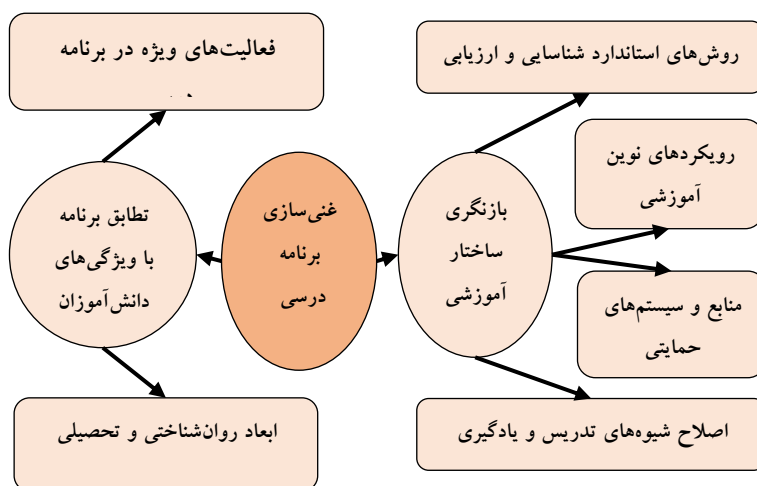 فعالیت‌های ویژه در برنامه
روش‌های استاندارد شناسایی و ارزیابی
رویکردهای نوین
آموزشی
بازنگری
ساختار
آموزشی
غنی‌سازی
برنامه
درسی
تطابق برنامه
با ویژگی‌های
دانش‌آموزان
منابع و سیستم‌های
حمایتی
اصلاح شیوه‌های تدریس و یادگیری
ابعاد روان‌شناختی و تحصیلی